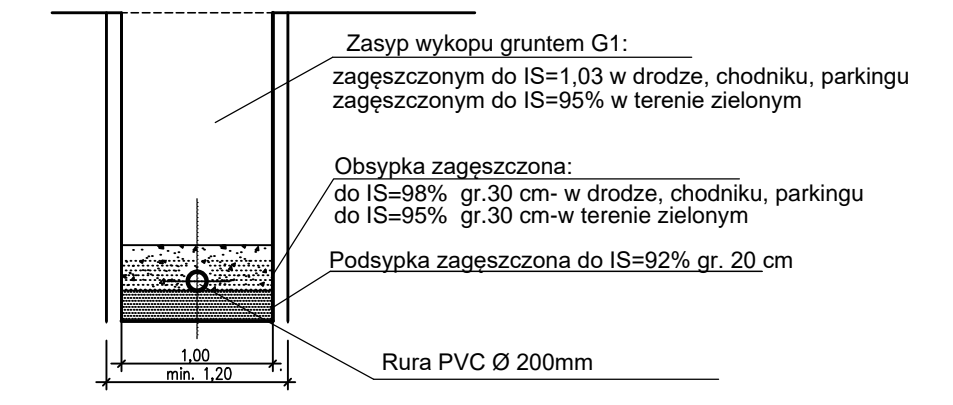 Zasyp wykopu gruntem G1:
zagęszczonym do IS=1,03 w drodze, chodniku, parkingu
zagęszczonym do IS=95% w terenie zielonym
Obsypka zagęszczona:
do IS=98% gr.30 cm- w drodze, chodniku, parkingu
do IS=95% gr.30 cm-w terenie zielonym
Podsypka zagęszczona do IS=92% gr. 20 cm
Rura PVC Ø 200mm
1,00
min. 1,20